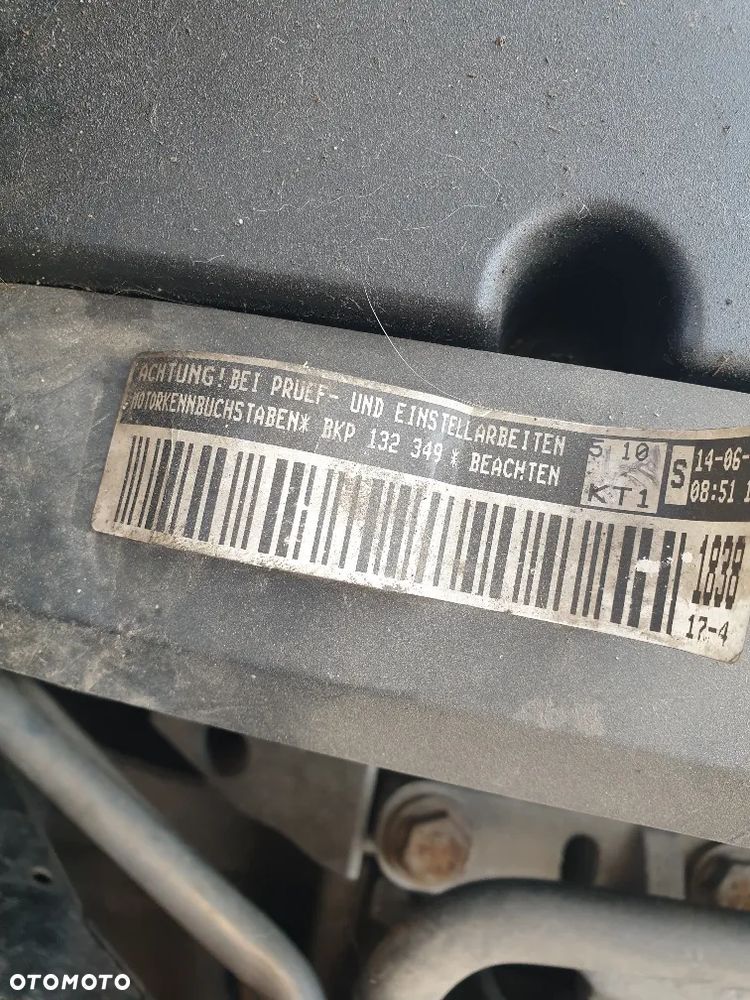 ACHTUNG! BEI PRUEF- UND EINSTELLARBEITEN
MOTORKENNBUCHSTABEN* BKP 132 349 * BEACHTEN
5 10
KT1
S
14-06-
08:51 1
1838
17-4
OTOMOTO